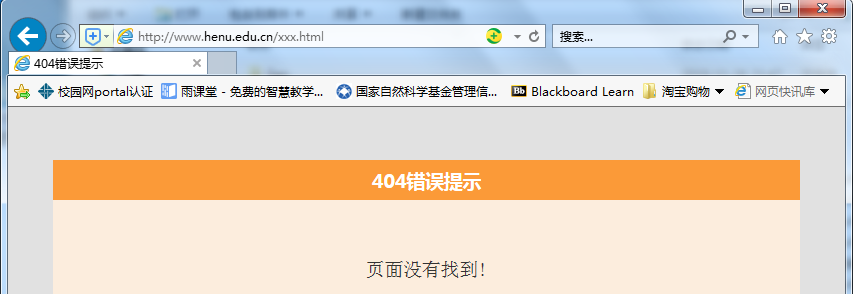 http://www.henu.edu.cn/xxx.html
搜索...
404错误提示
校园网portal认证
雨课堂 - 免费的智慧教学...
国家自然科学基金管理信...
Bb Blackboard Learn
淘宝购物
网页快讯库
404错误提示
页面没有找到!